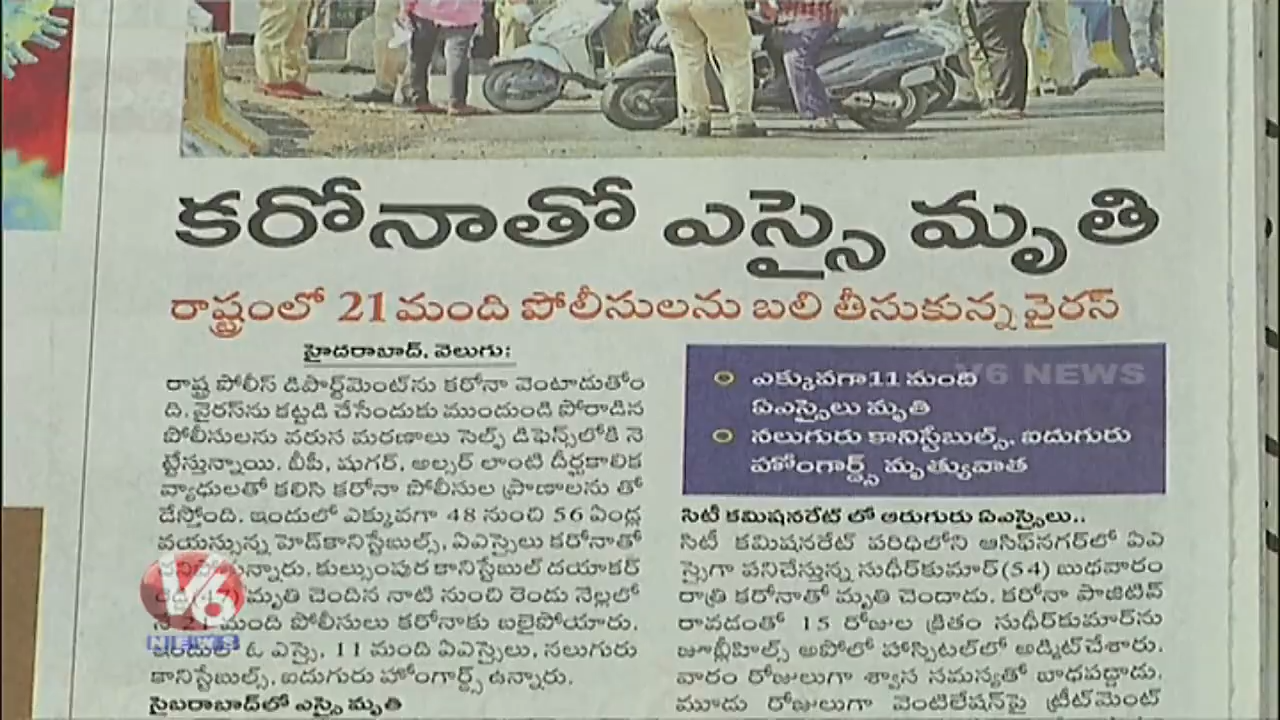 కరోనాతో ఎస్సై మృతి
రాష్ట్రంలో 21 మంది పోలీసులను బలి తీసుకున్న వైరస్
హైదరాబాద్, వెలుగు:
రాష్ట్ర పోలీస్ డిపార్ట్‌మెంట్‌ను కరోనా వెంటాడుతోం
ది. వైరస్‌ను కట్టడి చేసేందుకు ముందుండి పోరాడిన
పోలీసులను వరుస మరణాలు సెల్ఫ్ డిఫెన్స్‌లోకి నె
ట్టేస్తున్నాయి. బీపీ, షుగర్, అల్సర్ లాంటి దీర్ఘకాలిక
వ్యాధులతో కలిసి కరోనా పోలీసుల ప్రాణాలను తో
డేస్తోంది. ఇందులో ఎక్కువగా 48 నుంచి 56 ఏండ్ల
వయస్సున్న హెడ్‌కానిస్టేబుల్స్, ఏఎస్సైలు కరోనాతో
కుల్సుంపుర కానిస్టేబుల్ దయాకర్
మృతి చెందిన నాటి నుంచి రెండు నెల్లలో
నే 21 మంది పోలీసులు కరోనాకు బలైపోయారు.
ఇందులో ఓ ఎస్సై, 11 మంది ఏఎస్సైలు, నలుగురు
కానిస్టేబుల్స్, ఐదుగురు హోంగార్డ్స్ ఉన్నారు.
సైబరాబాద్‌లో ఎస్సై మృతి
ఎక్కువగా 11 మంది
ఏఎస్సైలు మృతి
నలుగురు కానిస్టేబుల్స్, ఐదుగురు
హోంగార్డ్స్ మృత్యువాత
V6 NEWS
సిటీ కమిషనరేట్ లో ఆరుగురు ఏఎస్సైలు..
సిటీ కమిషనరేట్ పరిధిలోని ఆసిఫ్‌నగర్‌లో ఏఎ
స్సైగా పనిచేస్తున్న సుధీర్‌కుమార్(54) బుధవారం
రాత్రి కరోనాతో మృతి చెందాడు. కరోనా పాజిటివ్
రావడంతో 15 రోజుల క్రితం సుధీర్‌కుమార్‌ను
జూబ్లీహిల్స్ అపోలో హాస్పిటల్‌లో అడ్మిట్‌చేశారు.
వారం రోజులుగా శ్వాస సమస్యతో బాధపడ్డాడు.
మూడు రోజులుగా వెంటిలేషన్‌పై ట్రీట్‌మెంట్
V6
NEWS